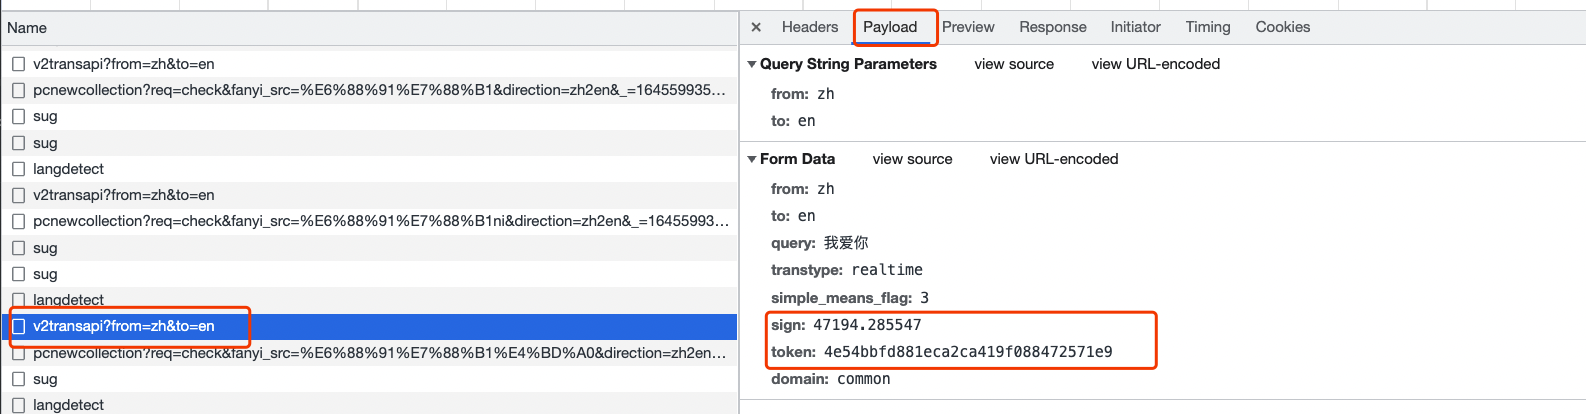 Name
v2transapi?from=zh&to=en
pcnewcollection?req=check&fanyi_src=%E6%88%91%E7%88%B1&direction=zh2en&_=164559935...
sug
sug
langdetect
v2transapi?from=zh&to=en
pcnewcollection?req=check&fanyi_src=%E6%88%91%E7%88%B1ni&direction=zh2en&_=16455993...
sug
sug
langdetect
v2transapi?from=zh&to=en
pcnewcollection?req=check&fanyi_src=%E6%88%91%E7%88%B1%E4%BD%A0&direction=zh2en...
sug
langdetect
× Headers Payload Preview Response Initiator Timing Cookies
▼Query String Parameters view source view URL-encoded
from: zh
to: en
▼Form Data view source view URL-encoded
from: zh
to: en
query: 我爱你
transtype: realtime
simple_means_flag: 3
sign: 47194.285547
token: 4e54bbfd881eca2ca419f088472571e9
domain: common